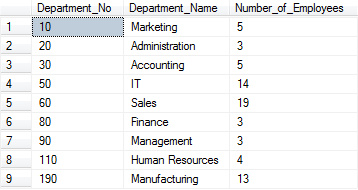 Department_No Department_Name Number_of_Employees
1 10 Marketing 5
2 20 Administration 3
3 30 Accounting 5
4 50 IT 14
5 60 Sales 19
6 80 Finance 3
7 90 Management 3
8 110 Human Resources 4
9 190 Manufacturing 13